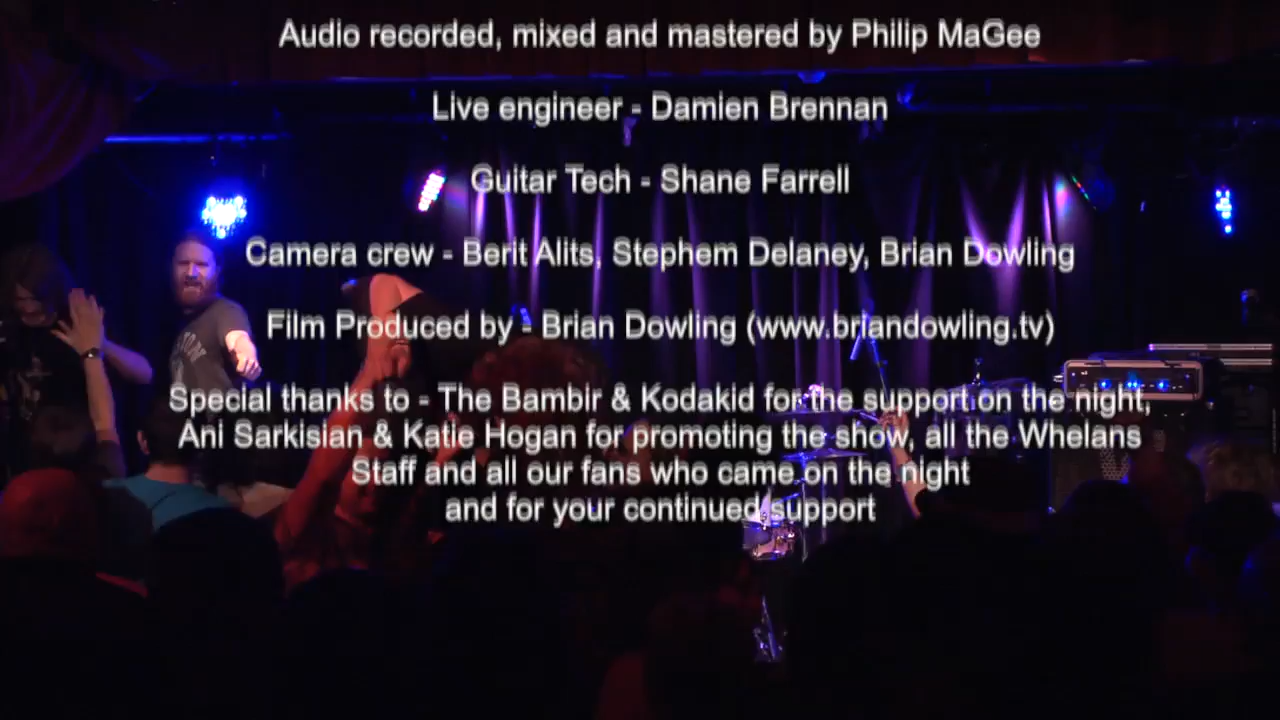 Audio recorded, mixed and mastered by Philip MaGee
Live engineer - Damien Brennan
Guitar Tech - Shane Farrell
Camera crew - Berit Alits, Stephem Delaney, Brian Dowling
Film Produced by - Brian Dowling (www.briandowling.tv)
Special thanks to - The Bambir & Kodakid for the support on the night,
Ani Sarkisian & Katie Hogan for promoting the show, all the Whelans
Staff and all our fans who came on the night
and for your continued support